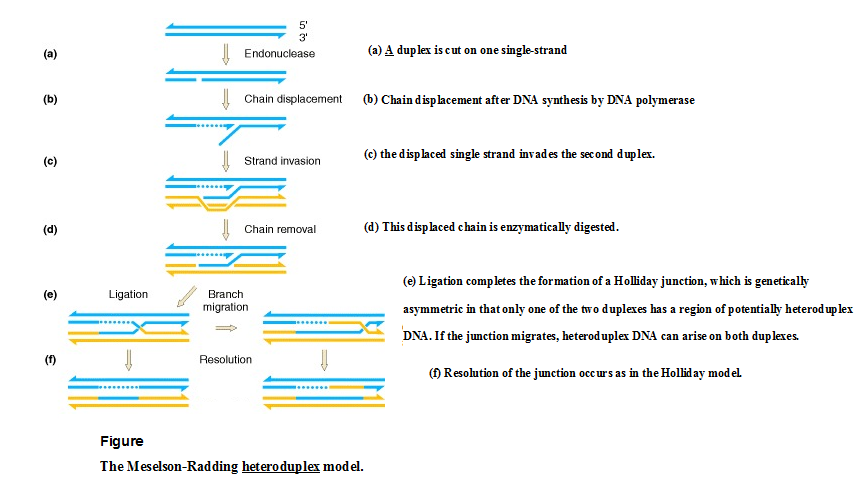 5'
3'
(a) Endonuclease (a) A duplex is cut on one single-strand
(b) Chain displacement (b) Chain displacement after DNA synthesis by DNA polymerase
(c) Strand invasion (c) the displaced single strand invades the second duplex.
(d) Chain removal (d) This displaced chain is enzymatically digested.
(e) Ligation Branch
migration
(e) Ligation completes the formation of a Holliday junction, which is genetically
asymmetric in that only one of the two duplexes has a region of potentially heteroduplex
DNA. If the junction migrates, heteroduplex DNA can arise on both duplexes.
(f) Resolution (f) Resolution of the junction occurs as in the Holliday model.
Figure
The Meselson-Radding heteroduplex model.